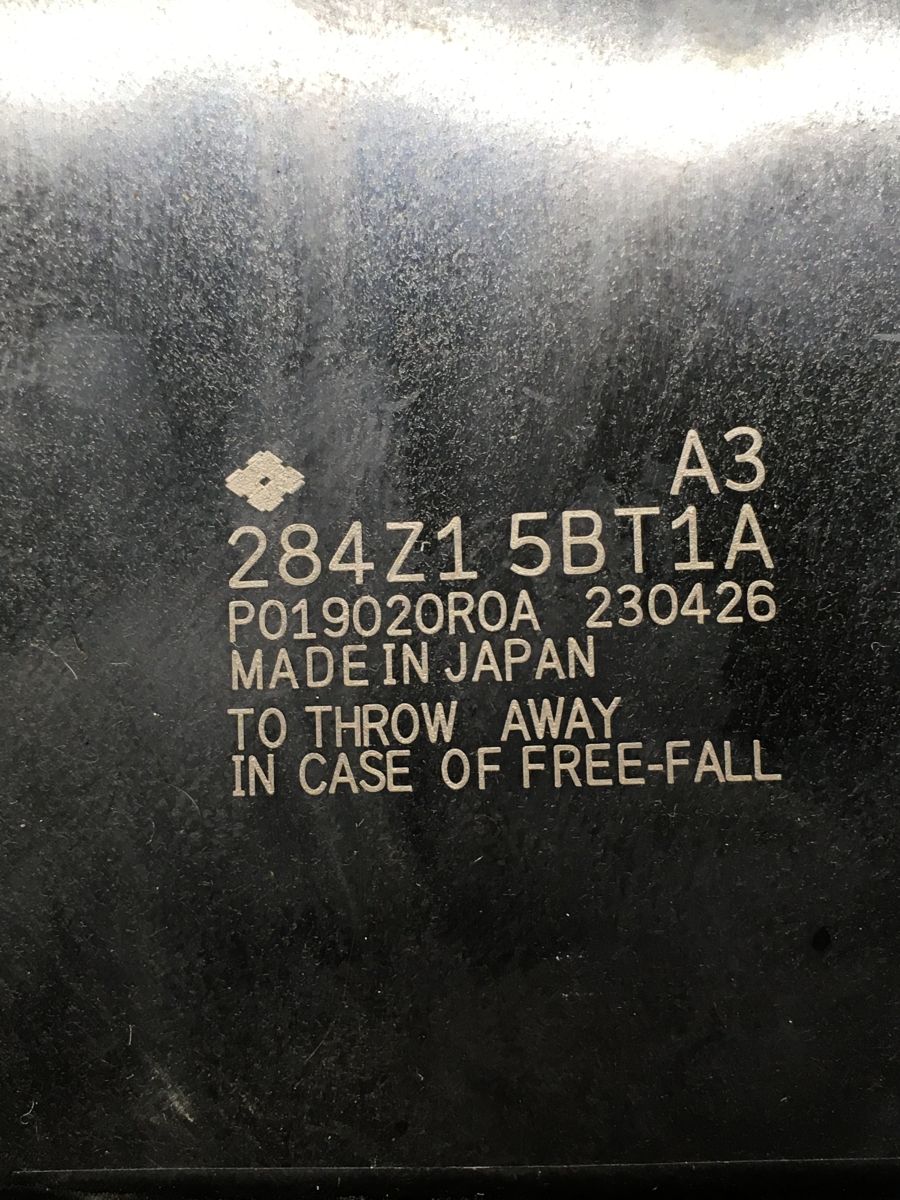 A3
284Z1 5BT1A
P019020R0A 230426
MADE IN JAPAN
TO THROW AWAY
IN CASE OF FREE-FALL